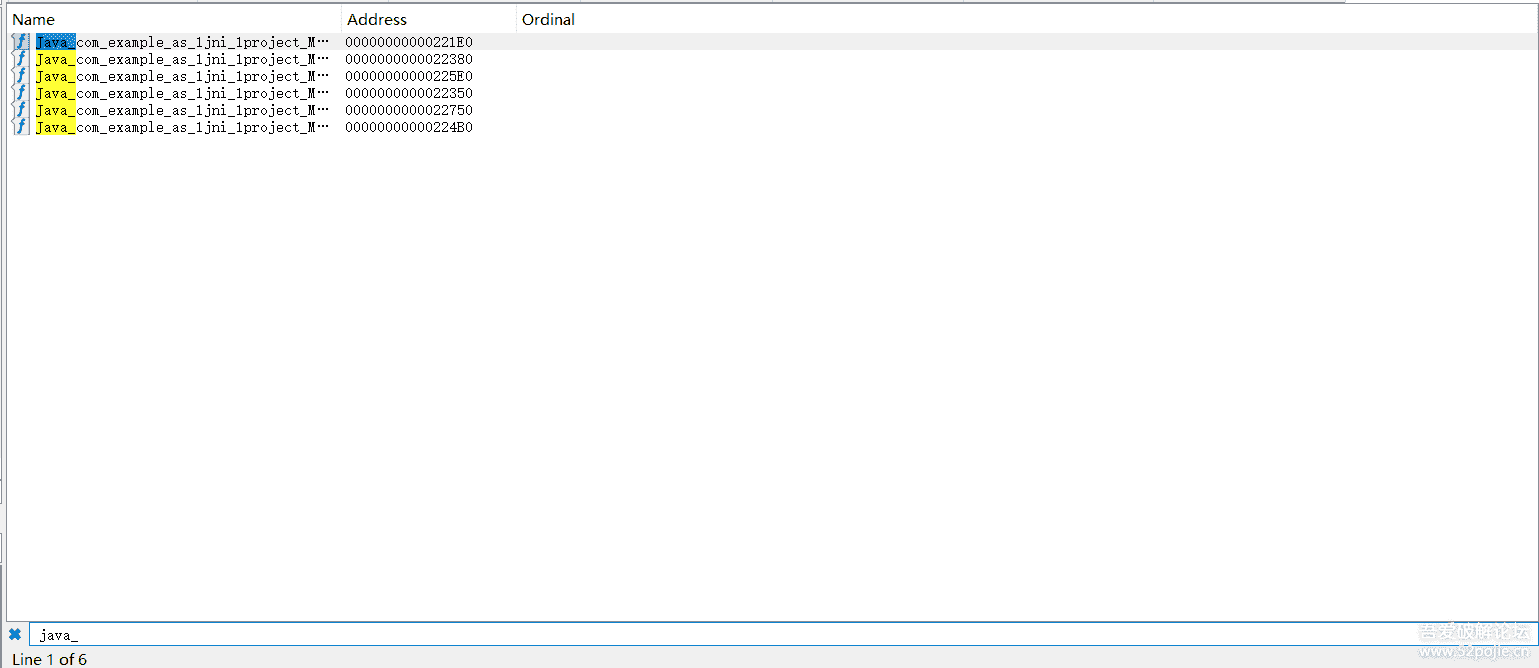 Name Address Ordinal
Java_com_example_as_1jni_1project_M… 00000000000221E0
Java_com_example_as_1jni_1project_M… 0000000000022380
Java_com_example_as_1jni_1project_M… 00000000000225E0
Java_com_example_as_1jni_1project_M… 0000000000022350
Java_com_example_as_1jni_1project_M… 0000000000022750
Java_com_example_as_1jni_1project_M… 00000000000224B0
java_
吾爱破解论坛
www.52pojie.cn
Line 1 of 6